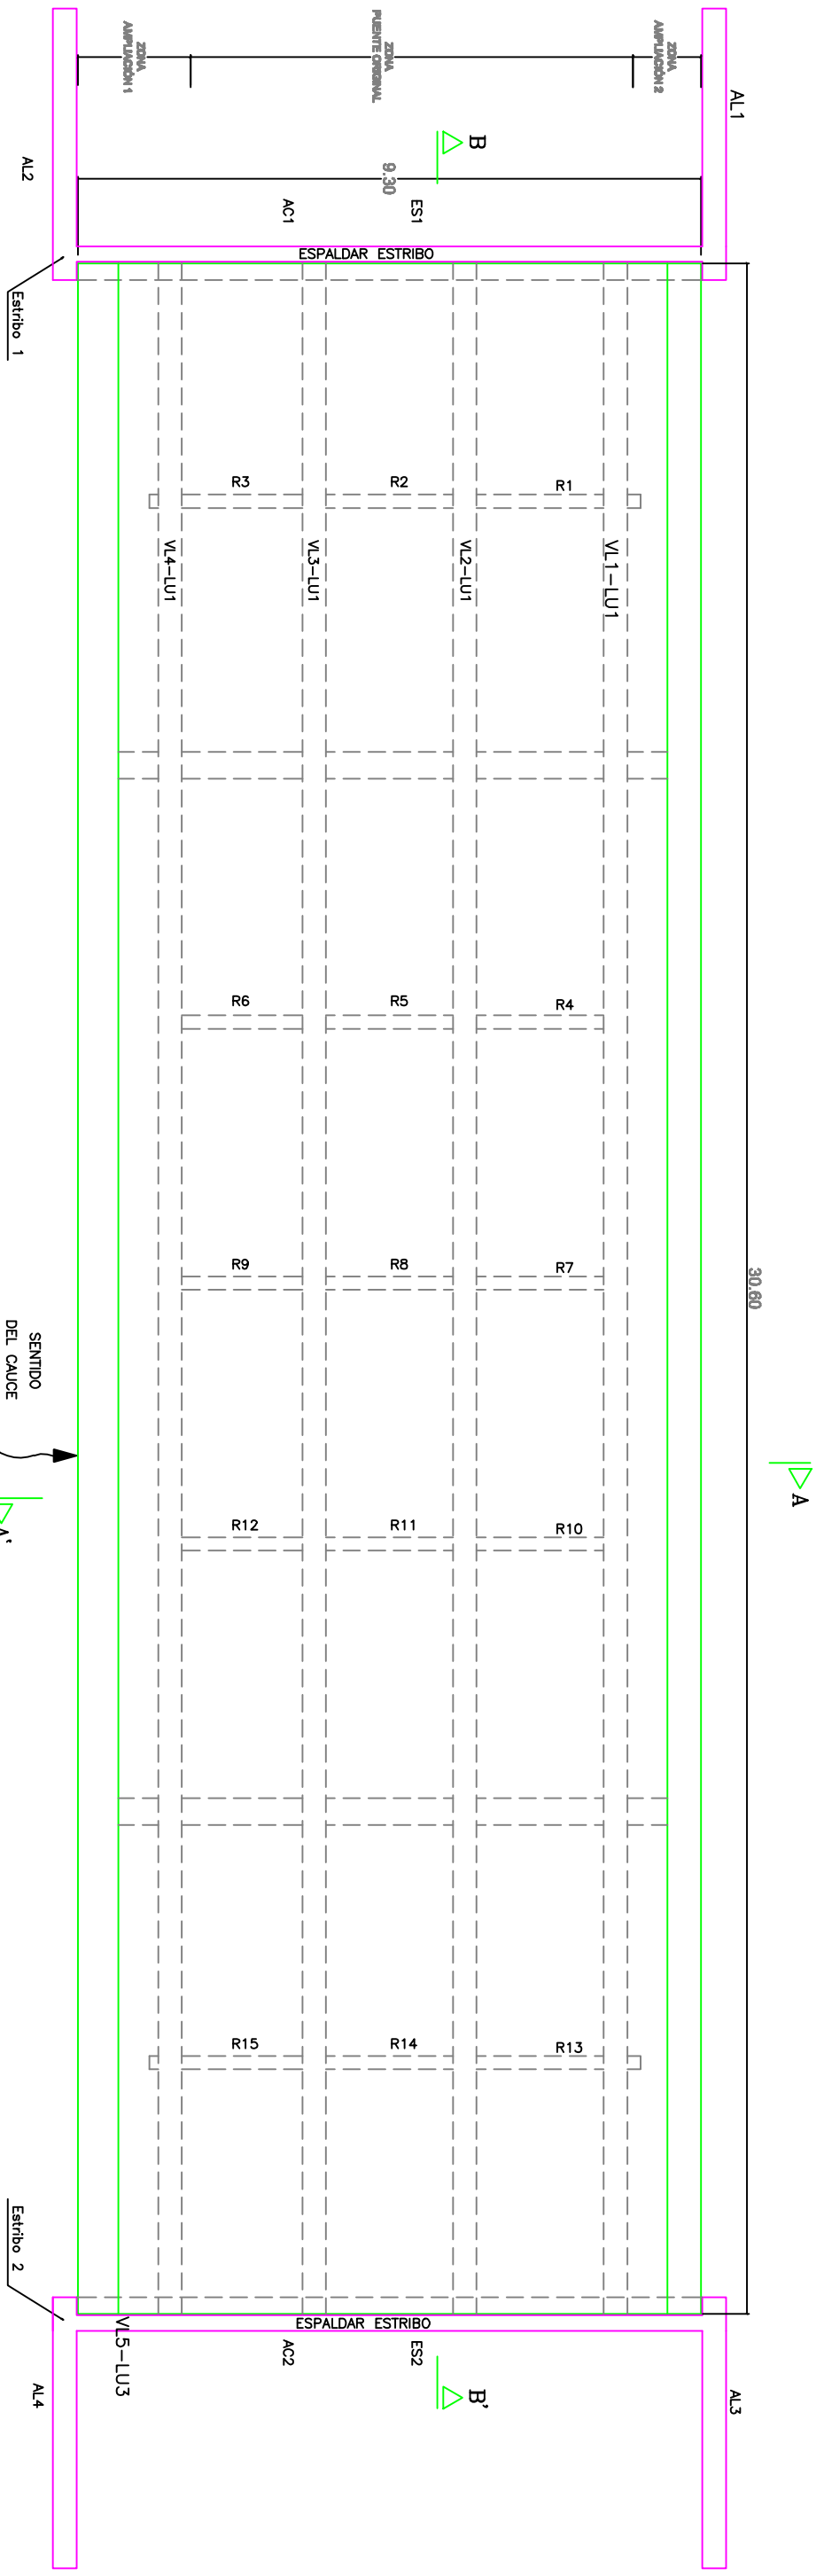 ZONA
AMPLIACIÓN 1
ZONA
PUENTE ORIGINAL
ZONA
AMPLIACIÓN 2
AL1
B
9.30
AL2
AC1
ES1
ESPALDAR ESTRIBO
Estribo 1
R3
R2
R1
VL4-LU1
VL3-LU1
VL2-LU1
VL1-LU1
R6
R5
R4
R9
R8
R7
30.60
SENTIDO
DEL CAUCE
A
A'
R12
R11
R10
R15
R14
R13
Estribo 2
ESPALDAR ESTRIBO
VL5-LU3
AC2
ES2
B'
AL4
AL3